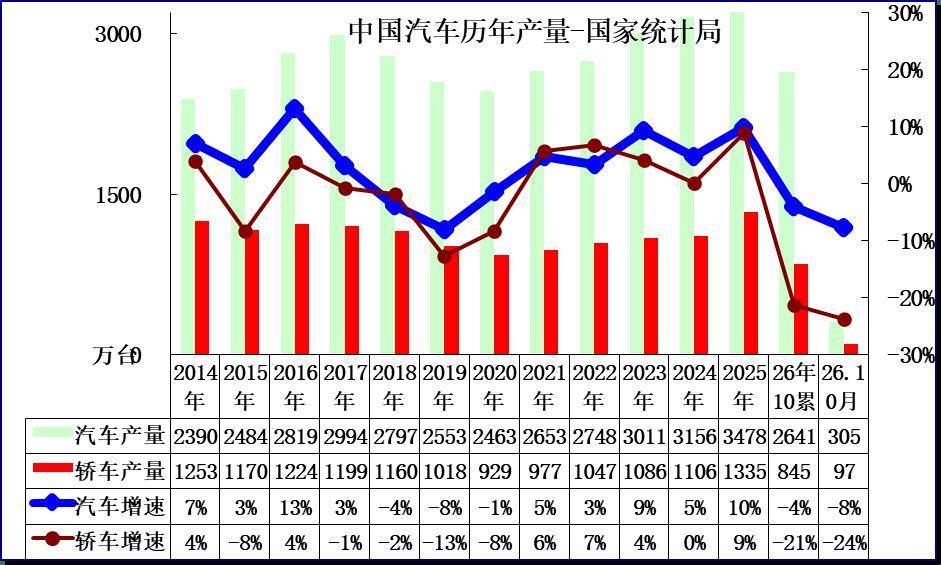 中国汽车历年产量-国家统计局
3000
1500
万台0
30%
20%
10%
0%
-10%
-20%
-30%
2014年 2015年 2016年 2017年 2018年 2019年 2020年 2021年 2022年 2023年 2024年 2025年 26年10累 26.10月
汽车产量 2390 2484 2819 2994 2797 2553 2463 2653 2748 3011 3156 3478 2641 305
轿车产量 1253 1170 1224 1199 1160 1018 929 977 1047 1086 1106 1335 845 97
汽车增速 7% 3% 13% 3% -4% -8% -1% 5% 3% 9% 5% 10% -4% -8%
轿车增速 4% -8% 4% -1% -2% -13% -8% 6% 7% 4% 0% 9% -21% -24%